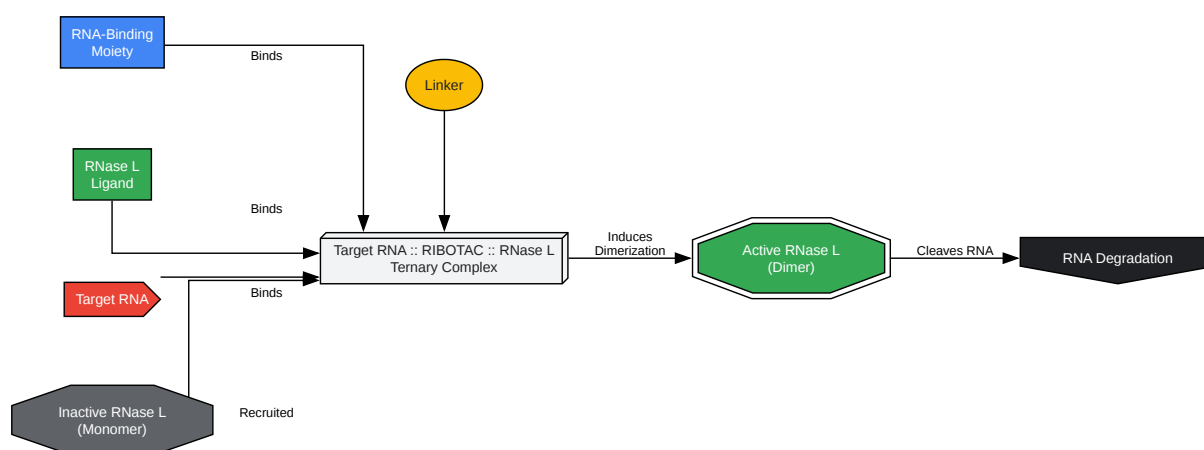 RNA-Binding
Moiety
Binds
Linker
RNase L
Ligand
Binds
Target RNA :: RIBOTAC :: RNase L
Ternary Complex
Induces
Dimerization
Active RNase L
(Dimer)
Cleaves RNA
RNA Degradation
Target RNA
Binds
Inactive RNase L
(Monomer)
Recruited